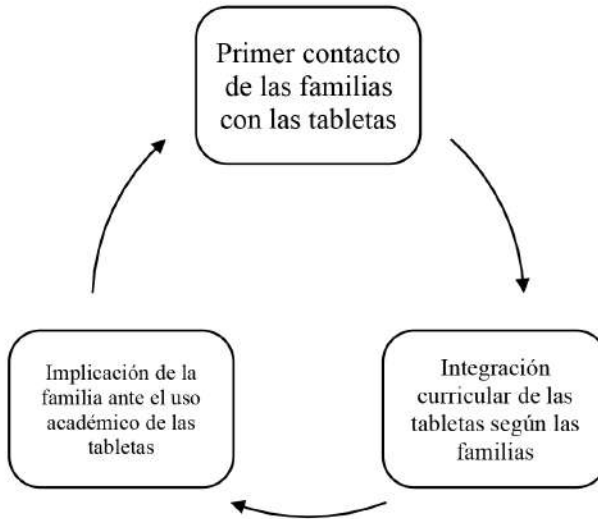 Primer contacto
de las familias
con las tabletas
Implicación de la
familia ante el uso
académico de las
tabletas
Integración
curricular de las
tabletas según las
familias